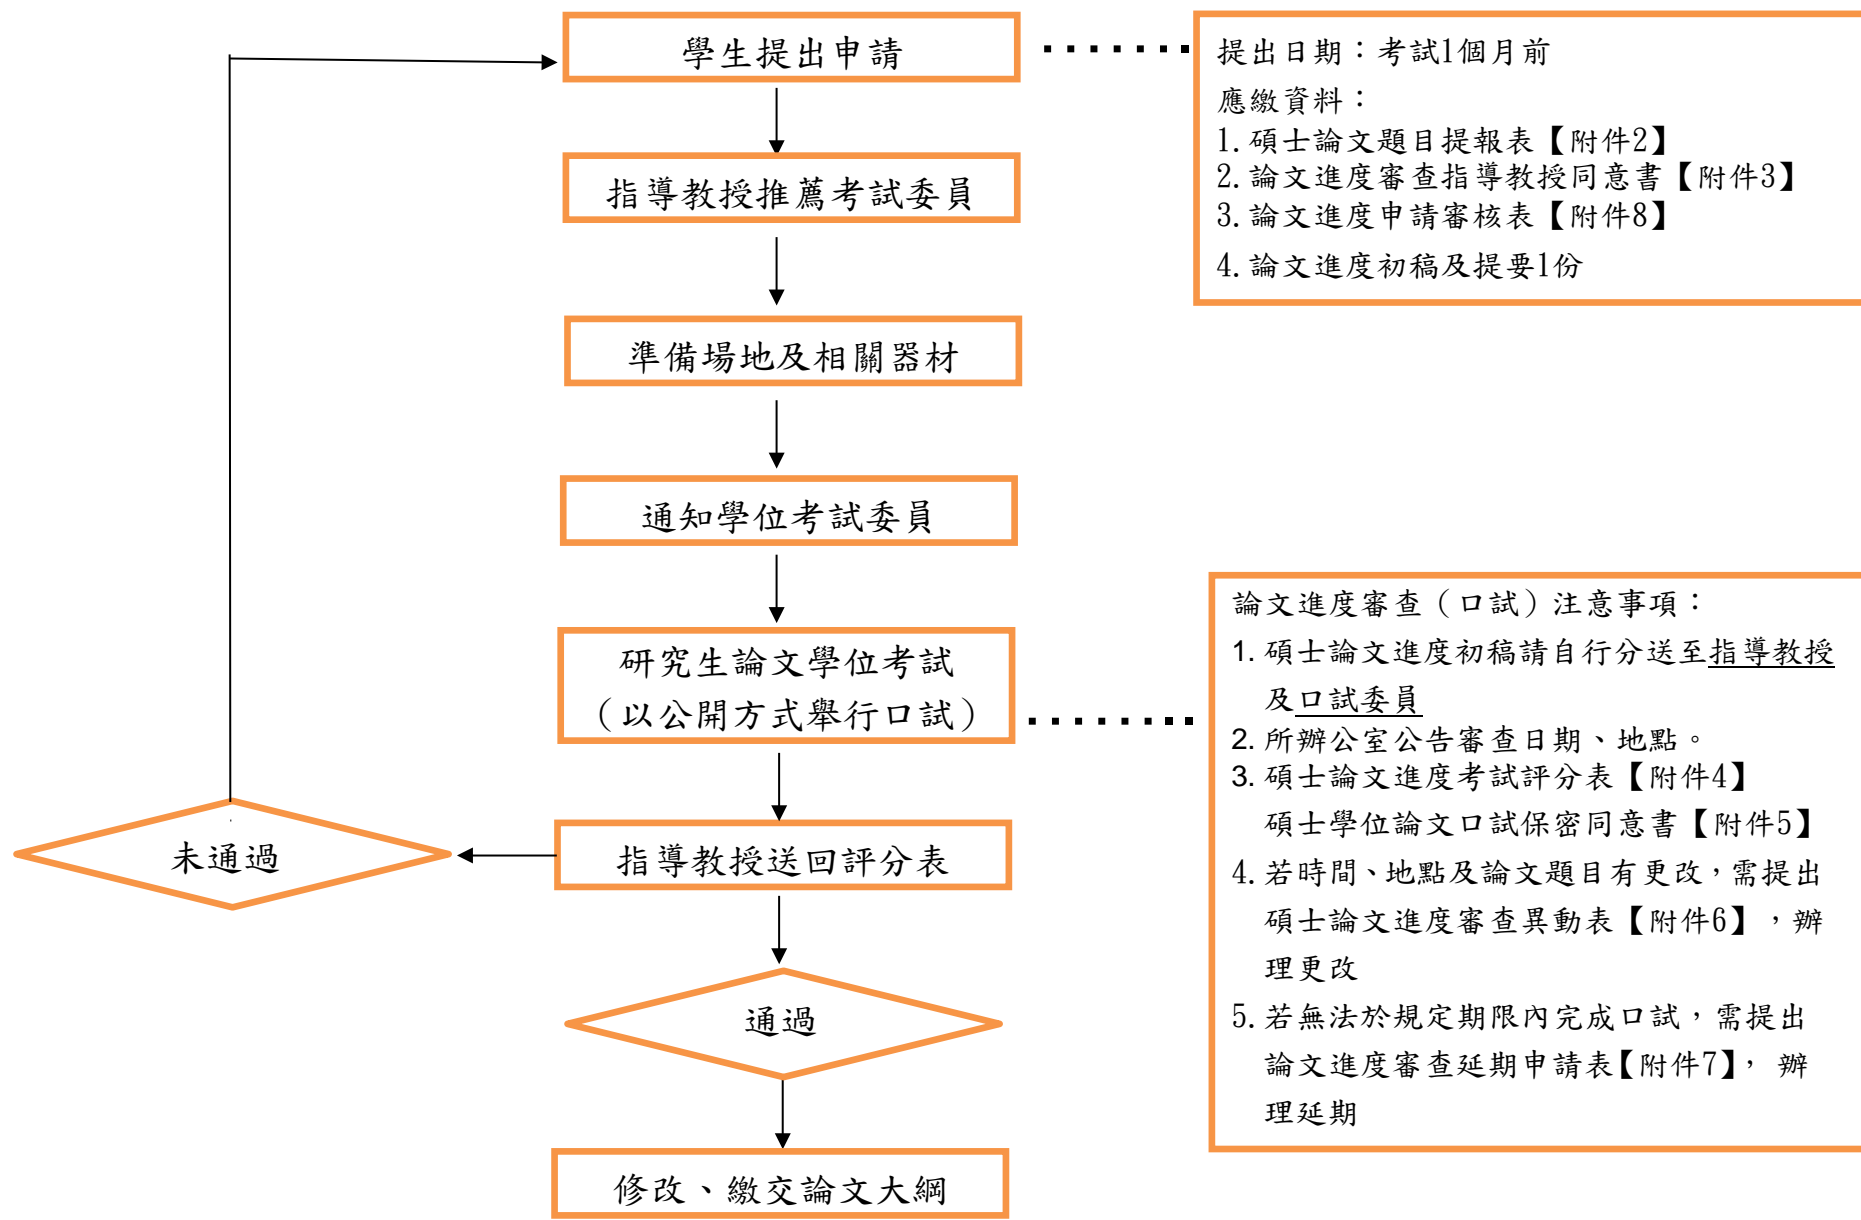 學生提出申請
提出日期：考試1個月前
應繳資料：
1.碩士論文題目提報表【附件2】
2.論文進度審查指導教授同意書【附件3】
3.論文進度申請審核表【附件8】
4.論文進度初稿及提要1份
指導教授推薦考試委員
準備場地及相關器材
通知學位考試委員
研究生論文學位考試
（以公開方式舉行口試）
論文進度審查（口試）注意事項：
1. 碩士論文進度初稿請自行分送至指導教授
及口試委員
2. 所辦公室公告審查日期、地點。
3. 碩士論文進度考試評分表【附件4】
碩士學位論文口試保密同意書【附件5】
4.若時間、地點及論文題目有更改，需提出
碩士論文進度審查異動表【附件6】，辦
理更改
5.若無法於規定期限內完成口試，需提出
論文進度審查延期申請表【附件7】， 辦
理延期
指導教授送回評分表
未通過
通過
修改、繳交論文大綱